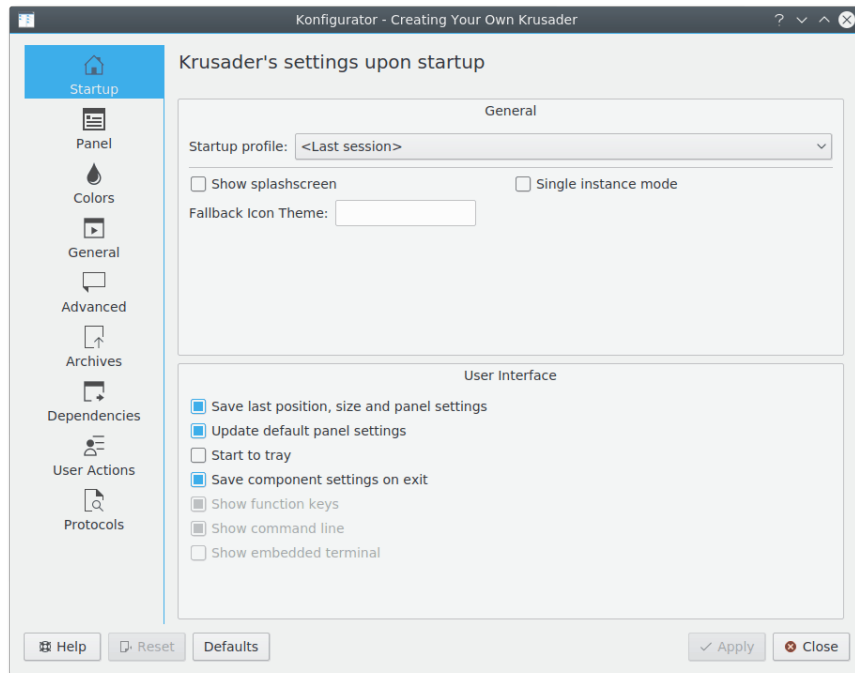 Konfigurator - Creating Your Own Krusader
Startup
Panel
Colors
General
Advanced
Archives
Dependencies
User Actions
Protocols
Krusader's settings upon startup
General
Startup profile: <Last session>
Show splashscreen Single instance mode
Fallback Icon Theme:
User Interface
Save last position, size and panel settings
Update default panel settings
Start to tray
Save component settings on exit
Show function keys
Show command line
Show embedded terminal
Help Reset Defaults Apply Close